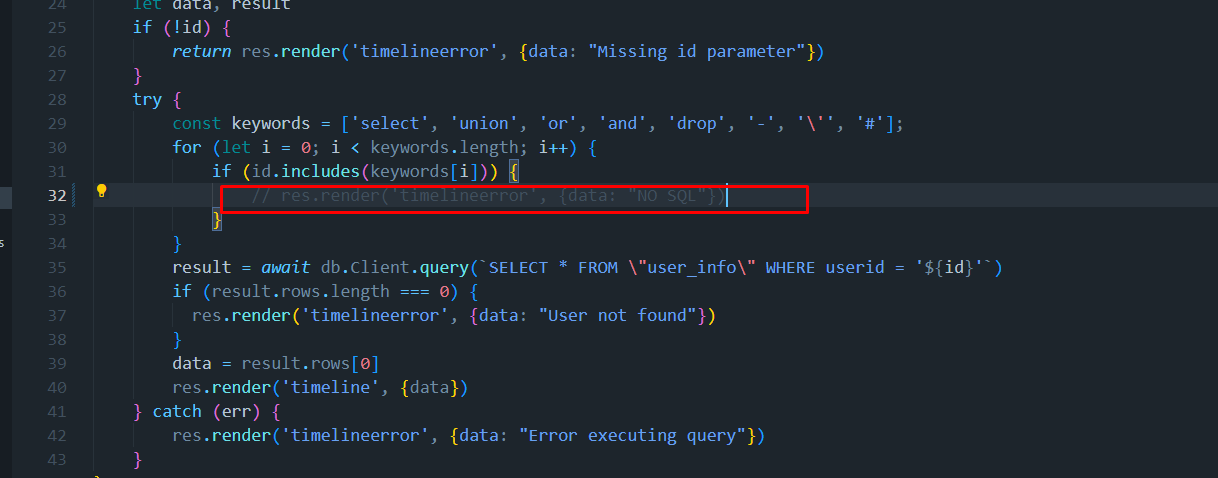 24 let data, result
25 if (!id) {
26 return res.render('timelineerror', {data: "Missing id parameter"})
27 }
28 try {
29 const keywords = ['select', 'union', 'or', 'and', 'drop', '-', '\'', '#'];
30 for (let i = 0; i < keywords.length; i++) {
31 if (id.includes(keywords[i])) {
32 // res.render('timelineerror', {data: "NO SQL"})
33 }
34 }
35 result = await db.Client.query(`SELECT * FROM \"user_info\" WHERE userid = '${id}'`)
36 if (result.rows.length === 0) {
37 res.render('timelineerror', {data: "User not found"})
38 }
39 data = result.rows[0]
40 res.render('timeline', {data})
41 } catch (err) {
42 res.render('timelineerror', {data: "Error executing query"})
43 }